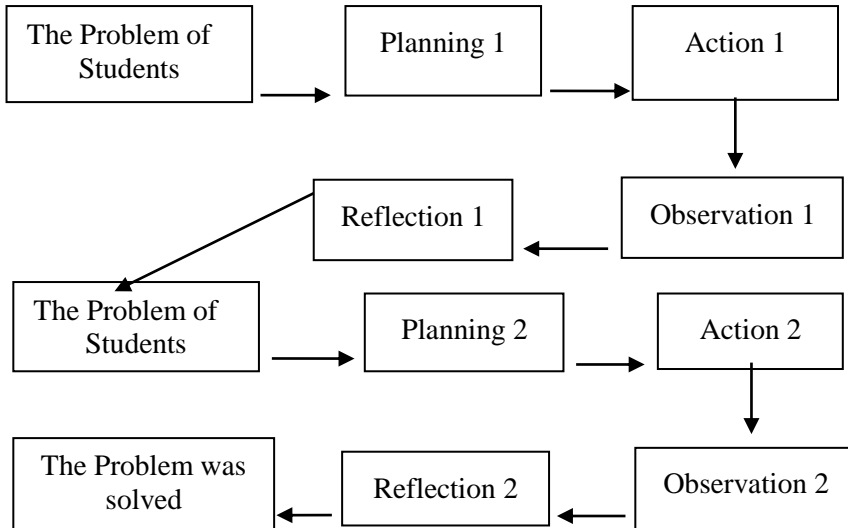 The Problem of
Students
Planning 1
Action 1
Observation 1
Reflection 1
The Problem of
Students
Planning 2
Action 2
Observation 2
Reflection 2
The Problem was
solved